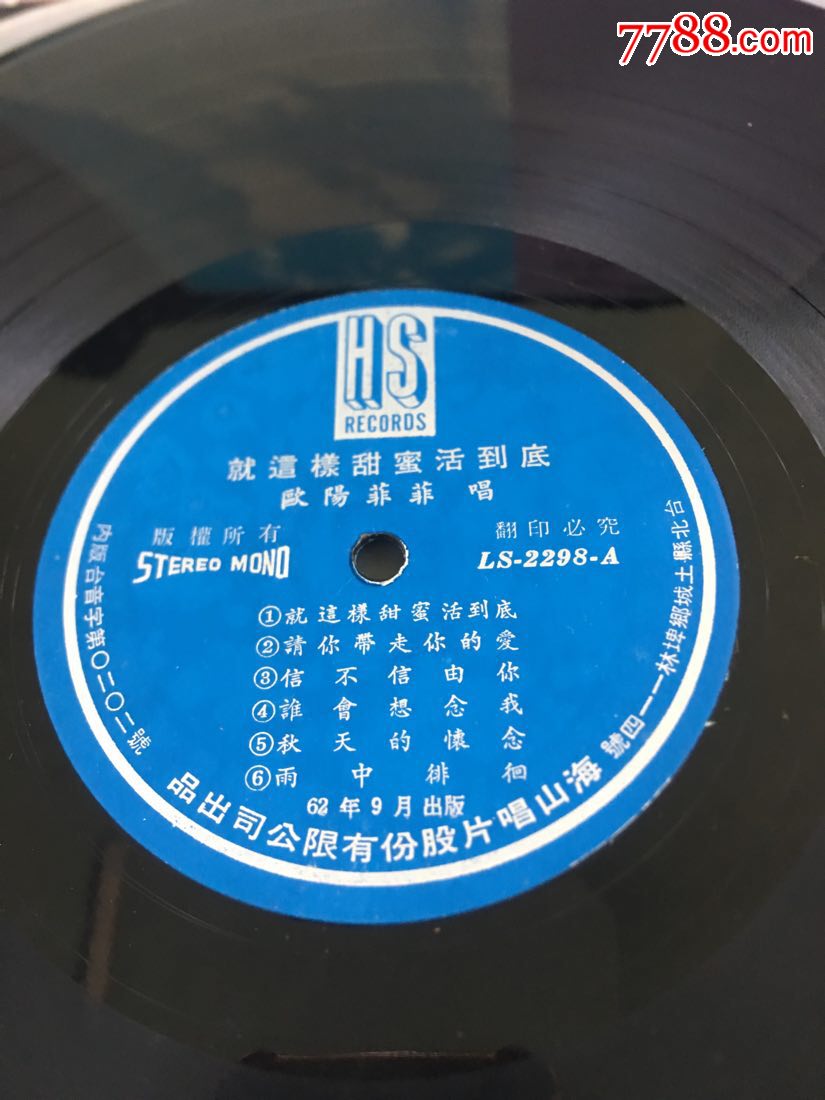 7788.com
HS
RECORDS
就這樣甜蜜活到底
歐陽菲菲 唱
版權所有
翻印必究
STEREO MONO
LS-2298-A
①就這樣甜蜜活到底
②請你帶走你的愛
③信不信由你
④誰會想念我
⑤秋天的懷念
⑥雨中徘徊
62年9月出版
內版台音字第〇二〇二號
台北縣土城鄉埤林一一四號
海山唱片股份有限公司出品